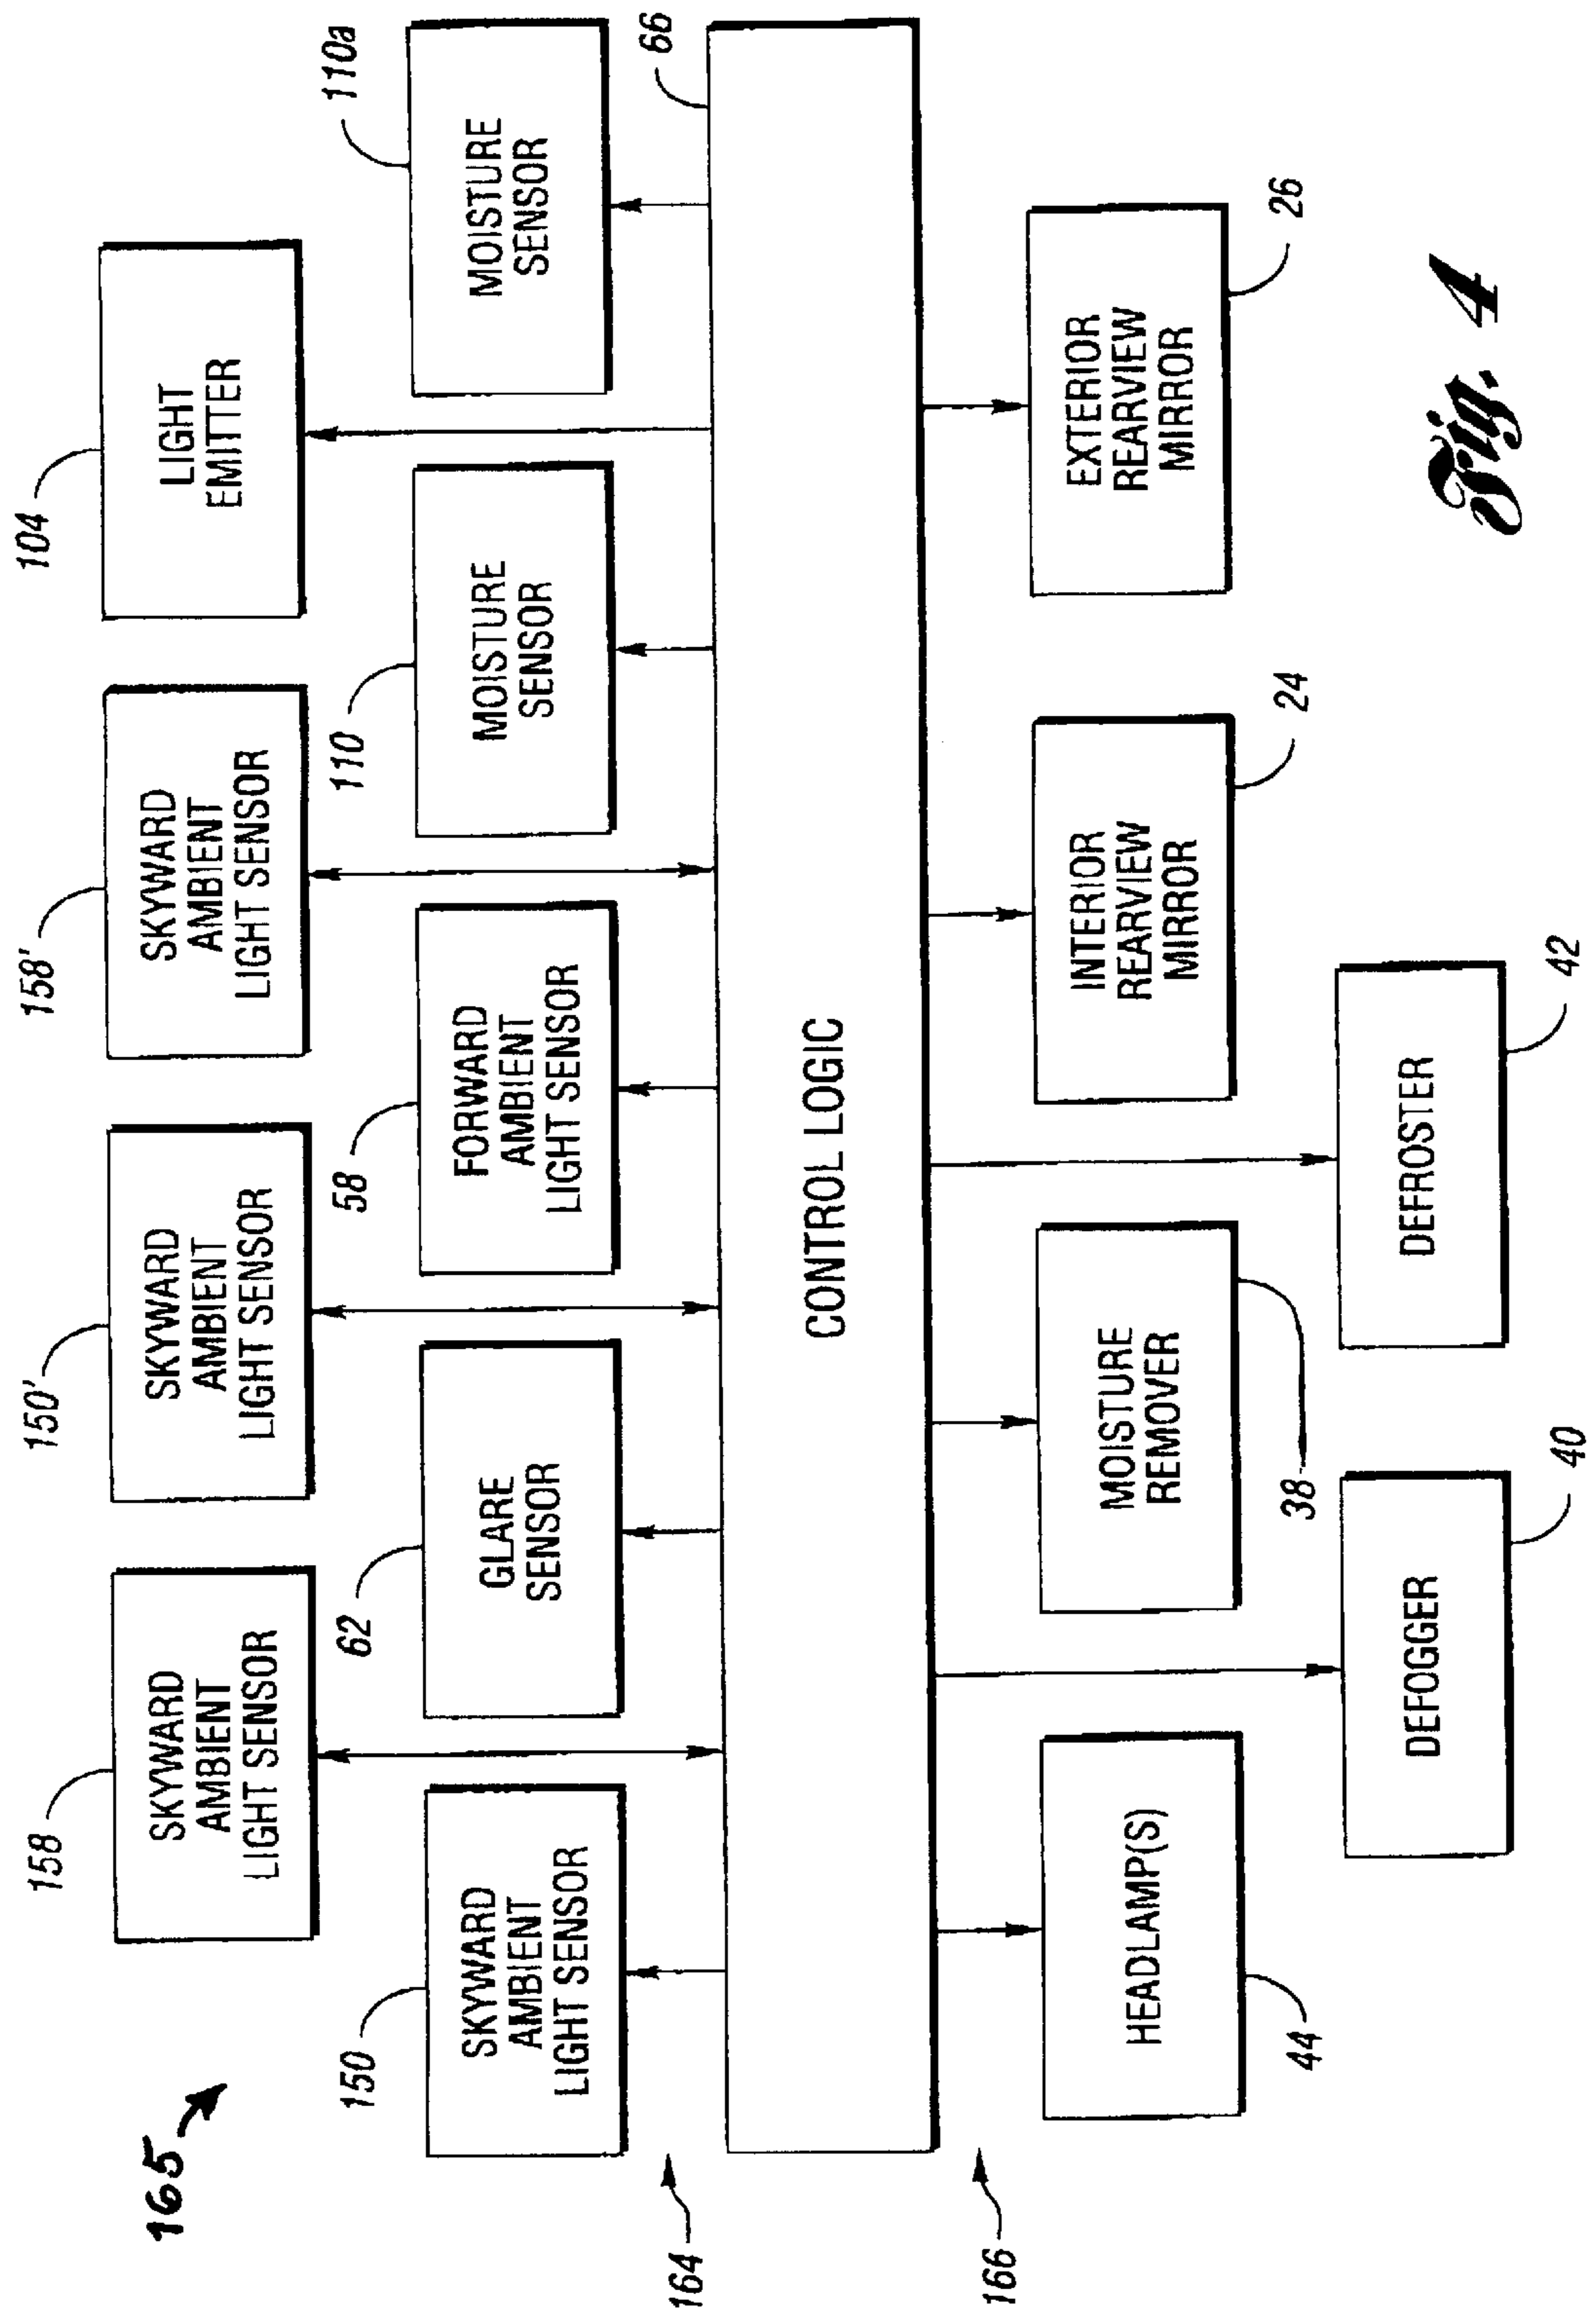 165
158
SKYWARD
AMBIENT
LIGHT SENSOR
150'
SKYWARD
AMBIENT
LIGHT SENSOR
158'
SKYWARD
AMBIENT
LIGHT SENSOR
104
LIGHT
EMITTER
150
SKYWARD
AMBIENT
LIGHT SENSOR
62
GLARE
SENSOR
58
FORWARD
AMBIENT
LIGHT SENSOR
110
MOISTURE
SENSOR
110a
MOISTURE
SENSOR
164
66
CONTROL LOGIC
166
HEADLAMP(S)
44
MOISTURE
REMOVER
38
INTERIOR
REARVIEW
MIRROR
24
EXTERIOR
REARVIEW
MIRROR
26
DEFOGGER
40
DEFROSTER
42
Fig. 4